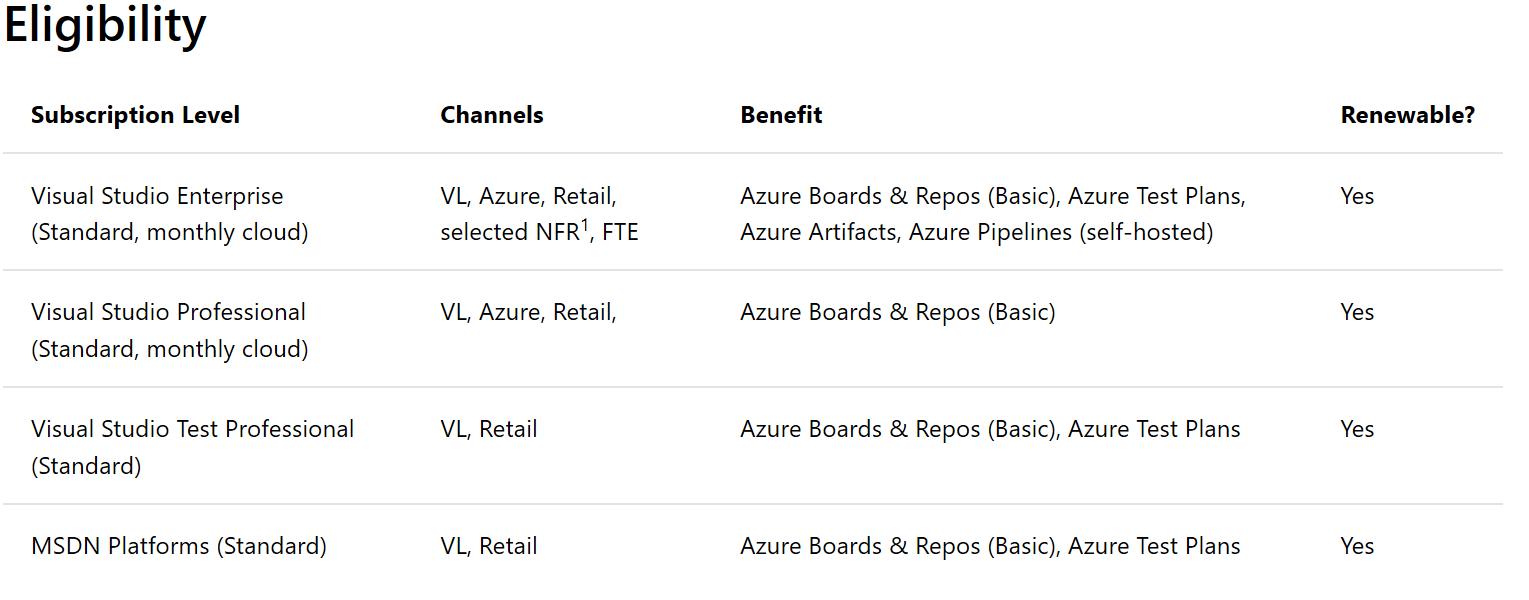 Eligibility
Subscription Level Channels Benefit Renewable?
Visual Studio Enterprise VL, Azure, Retail, Azure Boards & Repos (Basic), Azure Test Plans, Yes
(Standard, monthly cloud) selected NFR¹, FTE Azure Artifacts, Azure Pipelines (self-hosted)
Visual Studio Professional VL, Azure, Retail, Azure Boards & Repos (Basic) Yes
(Standard, monthly cloud)
Visual Studio Test Professional VL, Retail Azure Boards & Repos (Basic), Azure Test Plans Yes
(Standard)
MSDN Platforms (Standard) VL, Retail Azure Boards & Repos (Basic), Azure Test Plans Yes